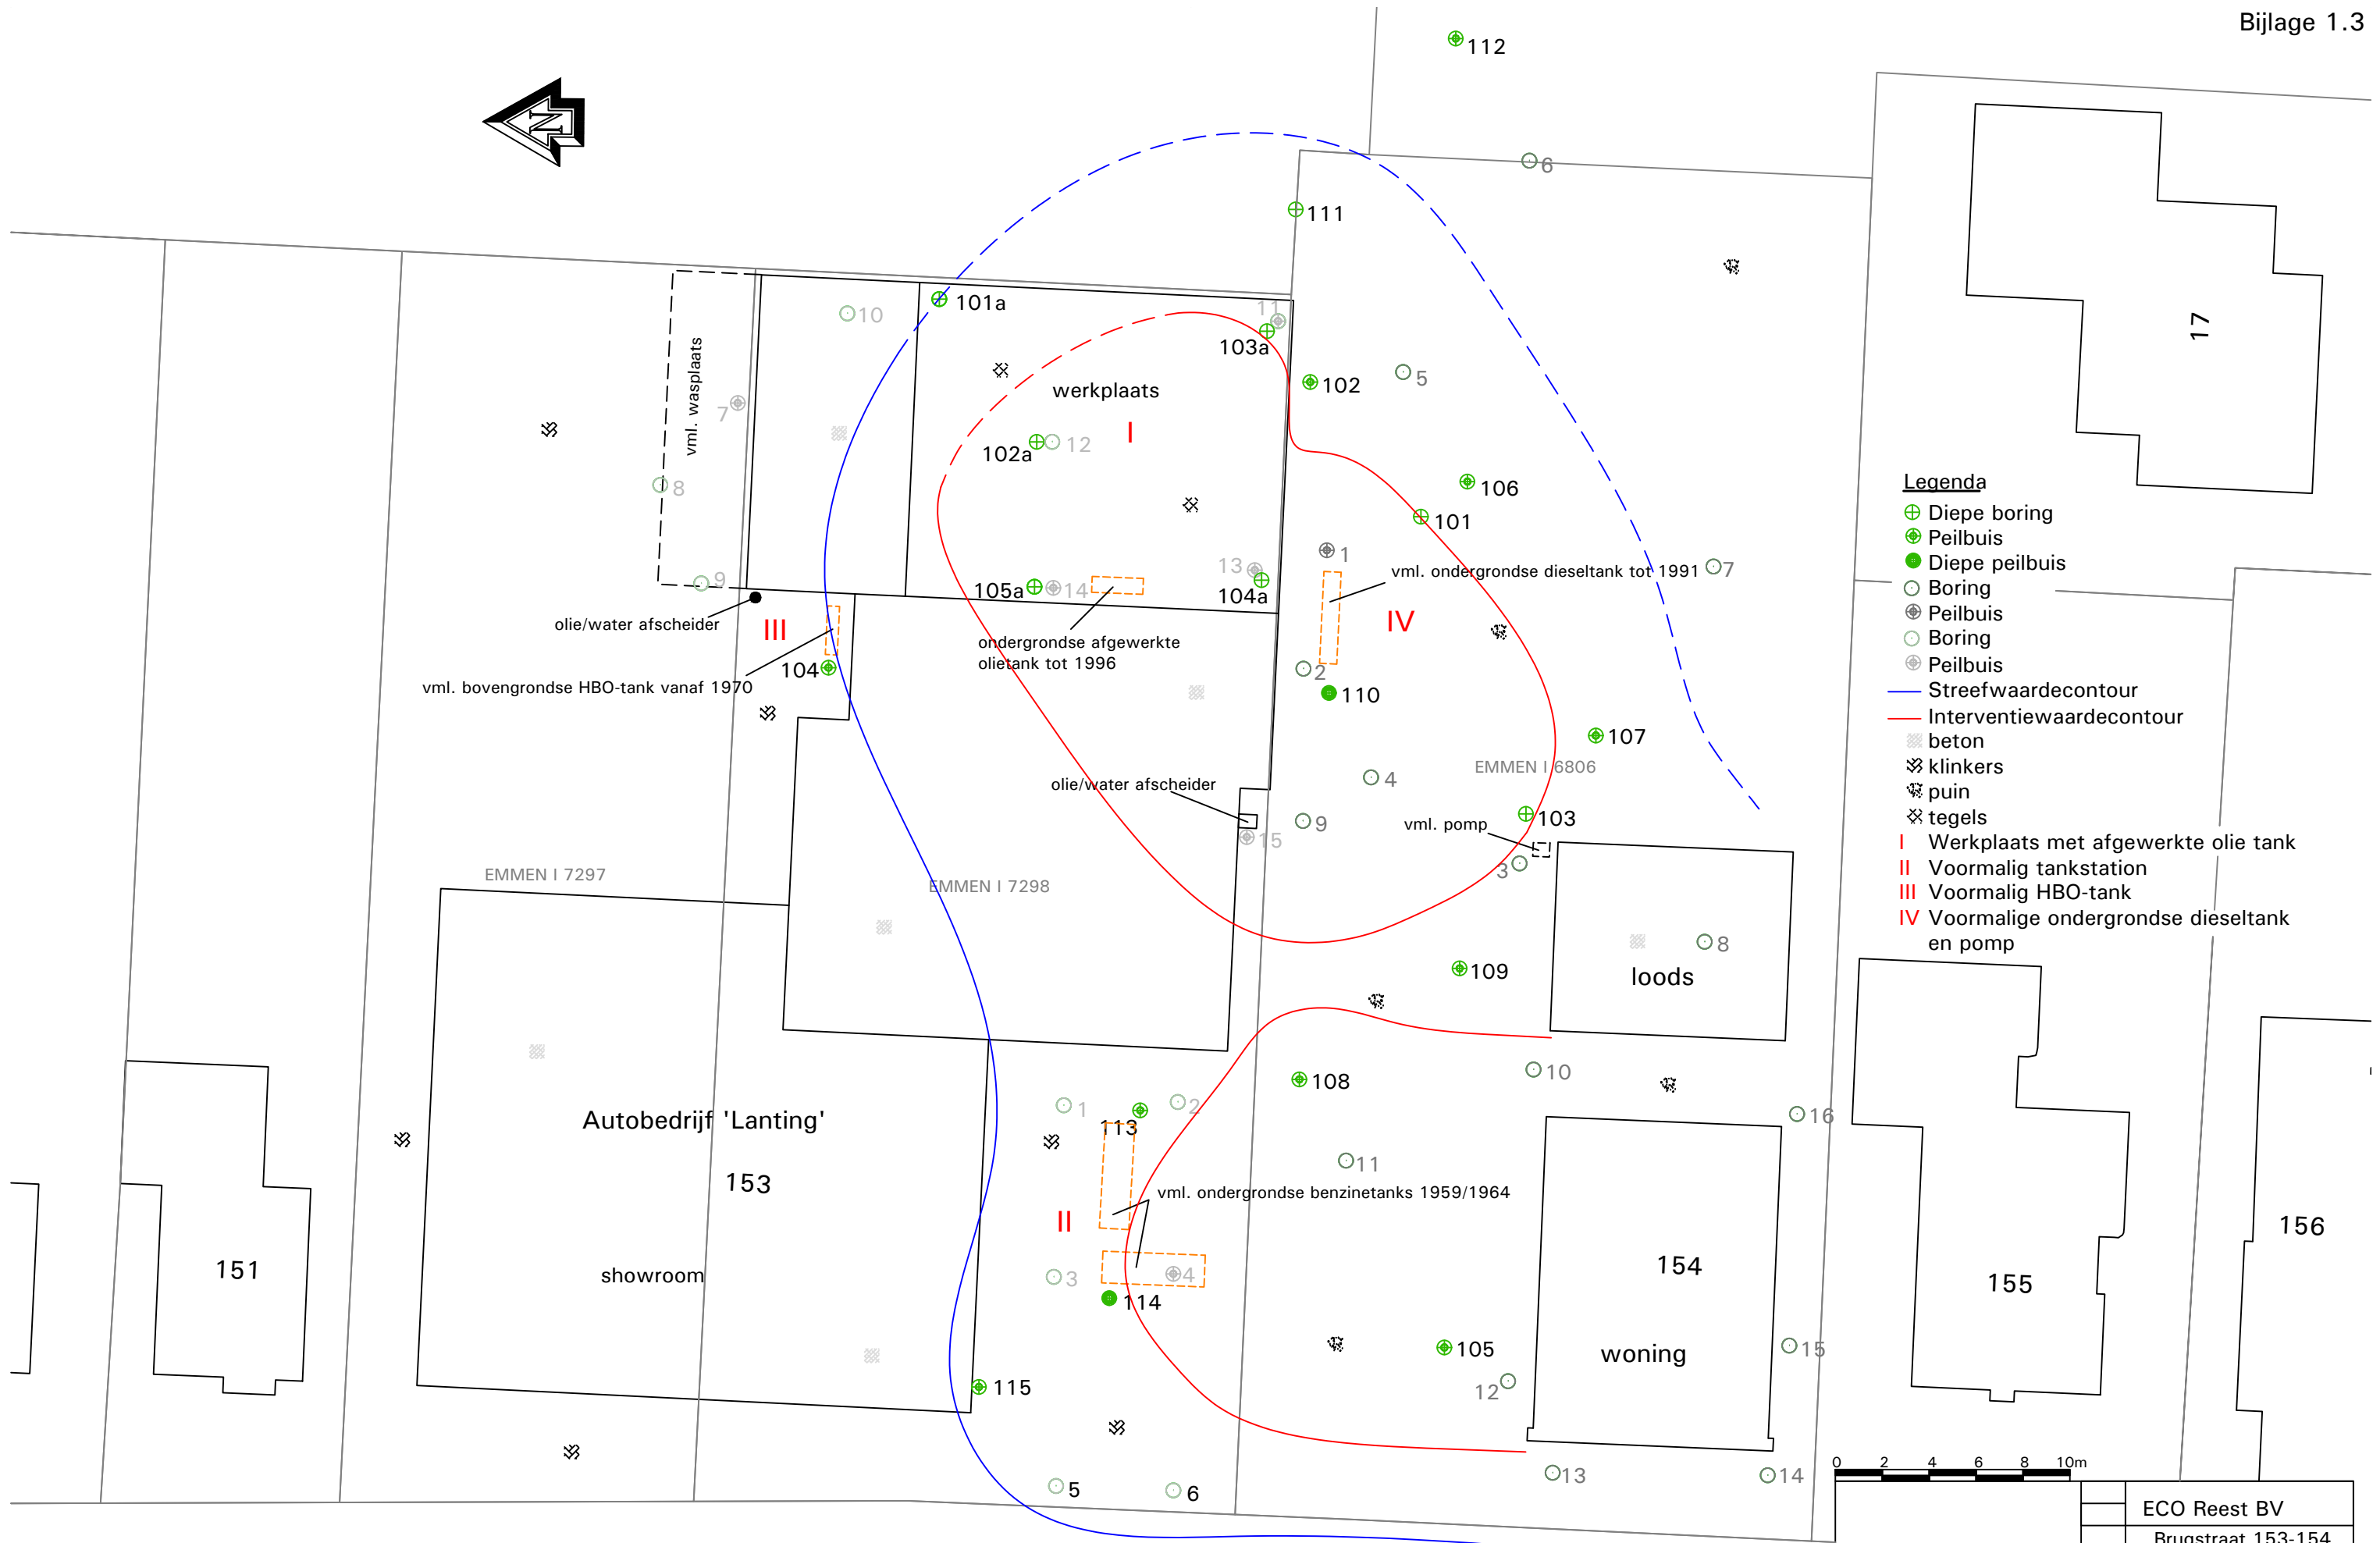 Bijlage 1.3
112
N
6
111
17
10
101a
11
103a
vml. wasplaats
werkplaats
102
5
7
I
102a
12
8
106
101
Legenda
Diepe boring
Peilbuis
Diepe peilbuis
Boring
Peilbuis
Boring
Peilbuis
Streefwaardecontour
Interventiewaardecontour
beton
klinkers
puin
tegels
I Werkplaats met afgewerkte olie tank
II Voormalig tankstation
III Voormalig HBO-tank
IV Voormalige ondergrondse dieseltank
en pomp
1
vml. ondergrondse dieseltank tot 1991
7
9
105a
14
13
104a
olie/water afscheider
III
IV
ondergrondse afgewerkte
olietank tot 1996
104
vml. bovengrondse HBO-tank vanaf 1970
2
110
107
EMMEN I 6806
4
olie/water afscheider
103
9
vml. pomp
15
3
EMMEN I 7297
EMMEN I 7298
8
109
loods
108
10
1
2
113
16
Autobedrijf 'Lanting'
11
153
vml. ondergrondse benzinetanks 1959/1964
II
156
151
showroom
3
4
154
155
114
105
woning
15
12
115
5
6
13
14
0 2 4 6 8 10m
ECO Reest BV
Brugstraat 153-154